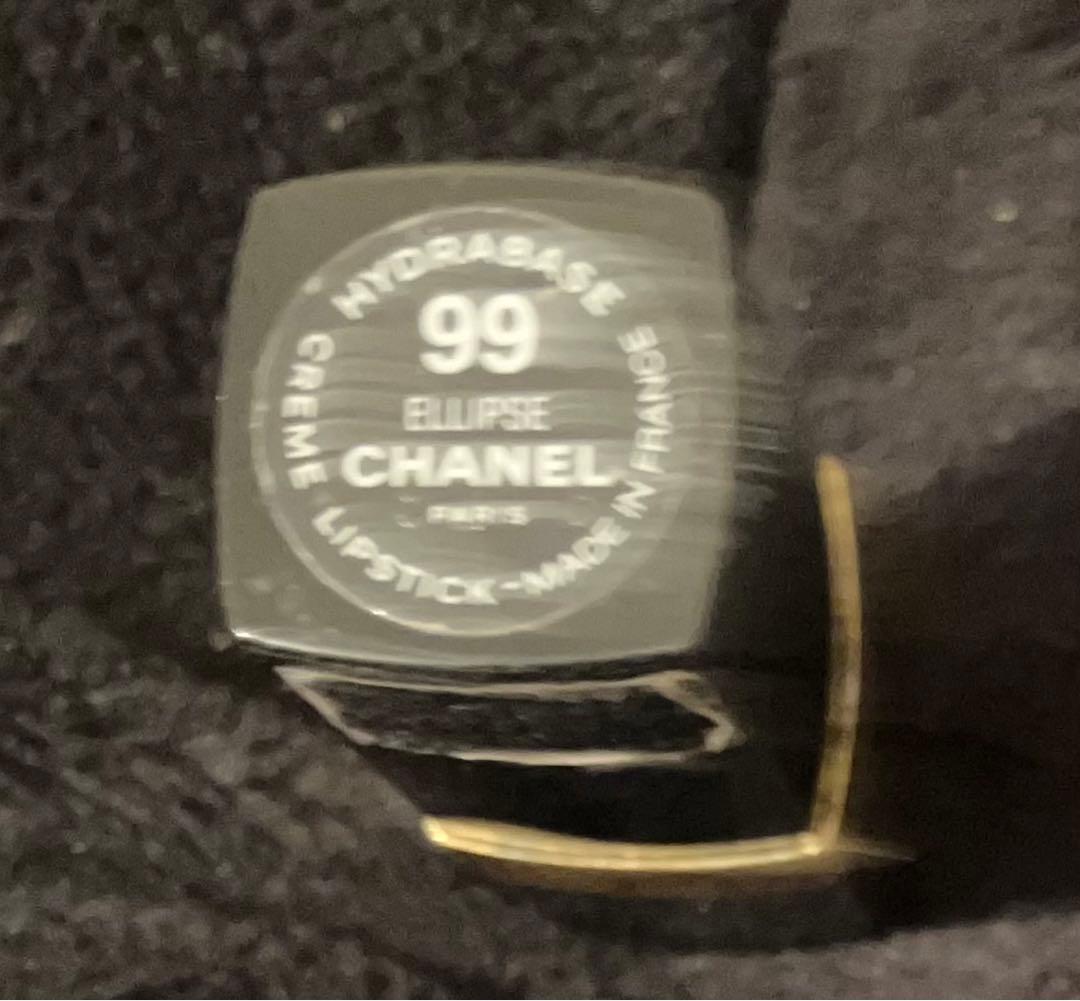 HYDRABASE
99
ELLIPSE
CHANEL
PARIS
CREME LIPSTICK-MADE IN FRANCE